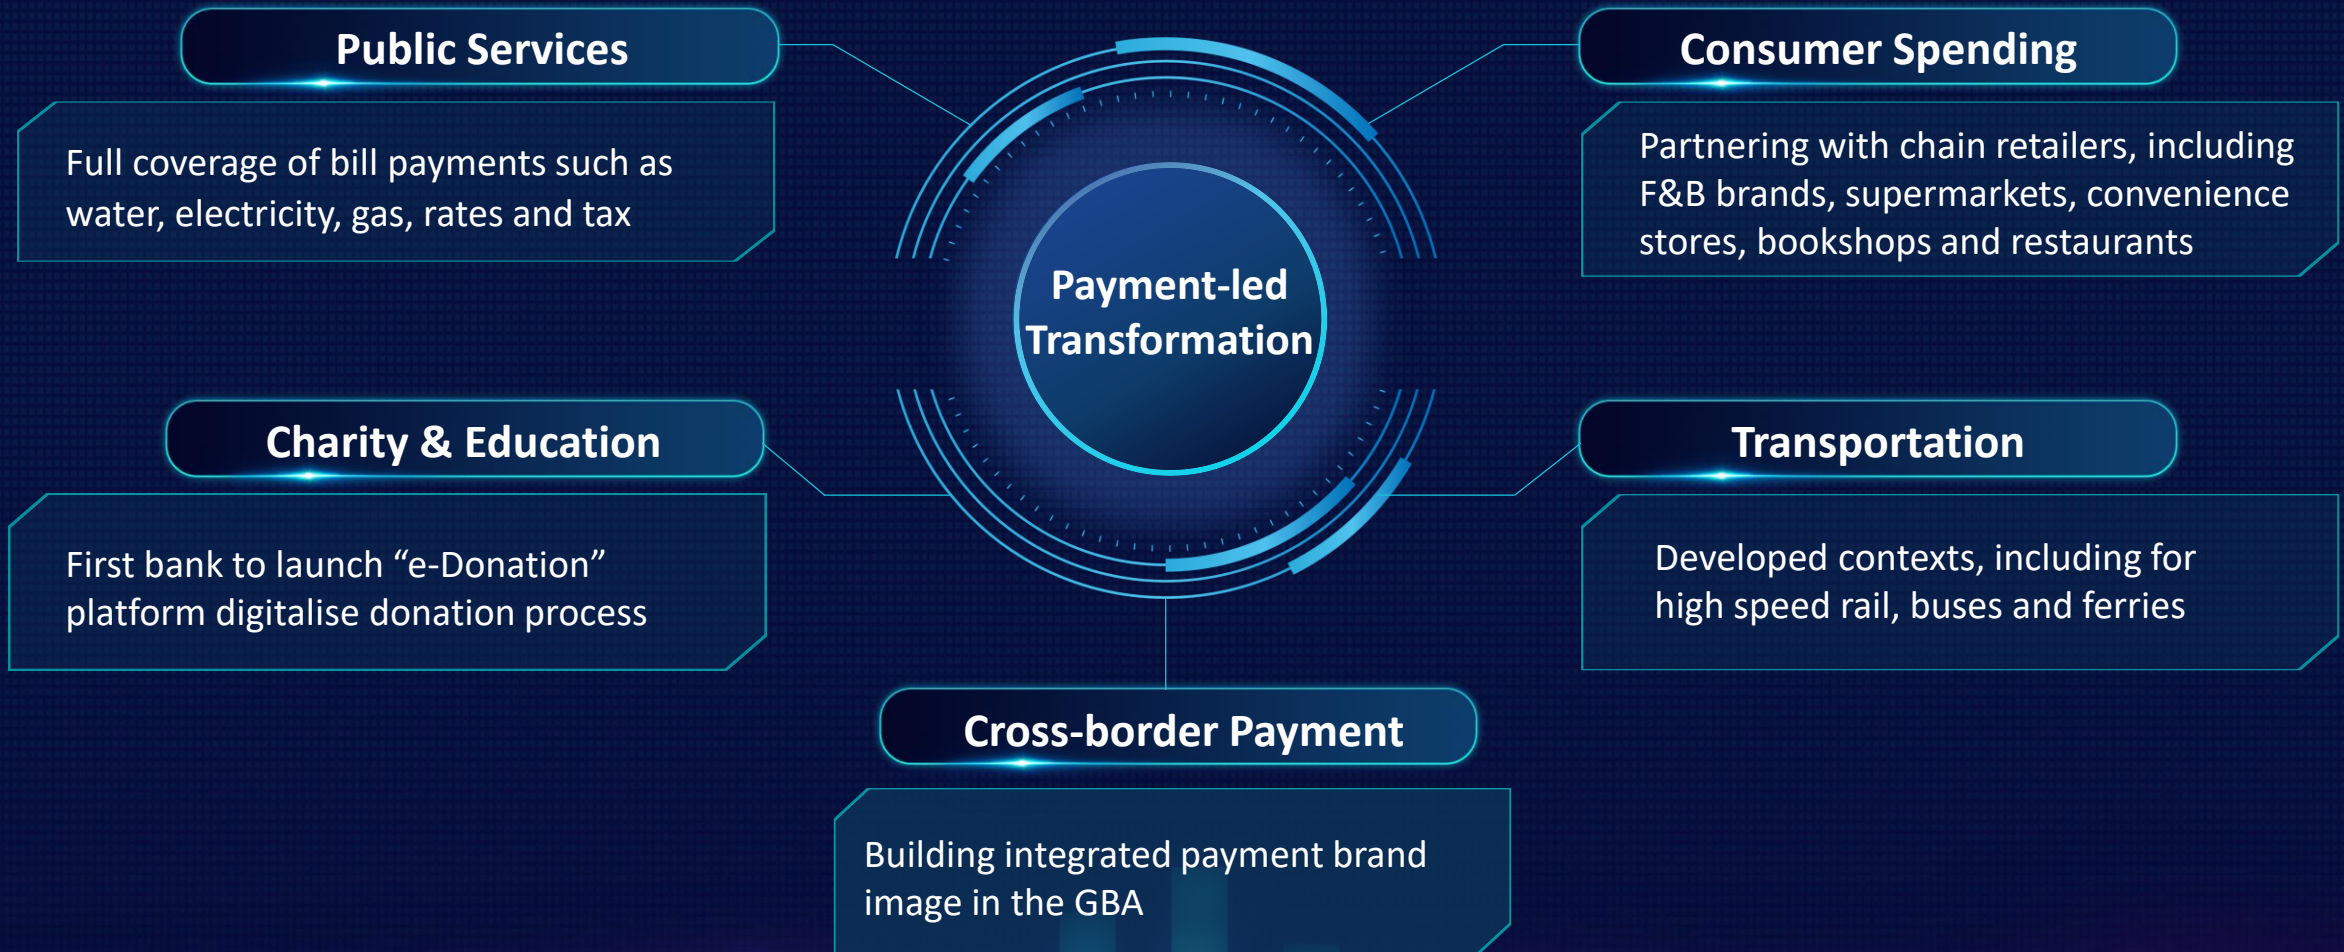 Public Services
Full coverage of bill payments such as
water, electricity, gas, rates and tax
Consumer Spending
Partnering with chain retailers, including
F&B brands, supermarkets, convenience
stores, bookshops and restaurants
Payment-led
Transformation
Charity & Education
First bank to launch “e-Donation”
platform digitalise donation process
Transportation
Developed contexts, including for
high speed rail, buses and ferries
Cross-border Payment
Building integrated payment brand
image in the GBA